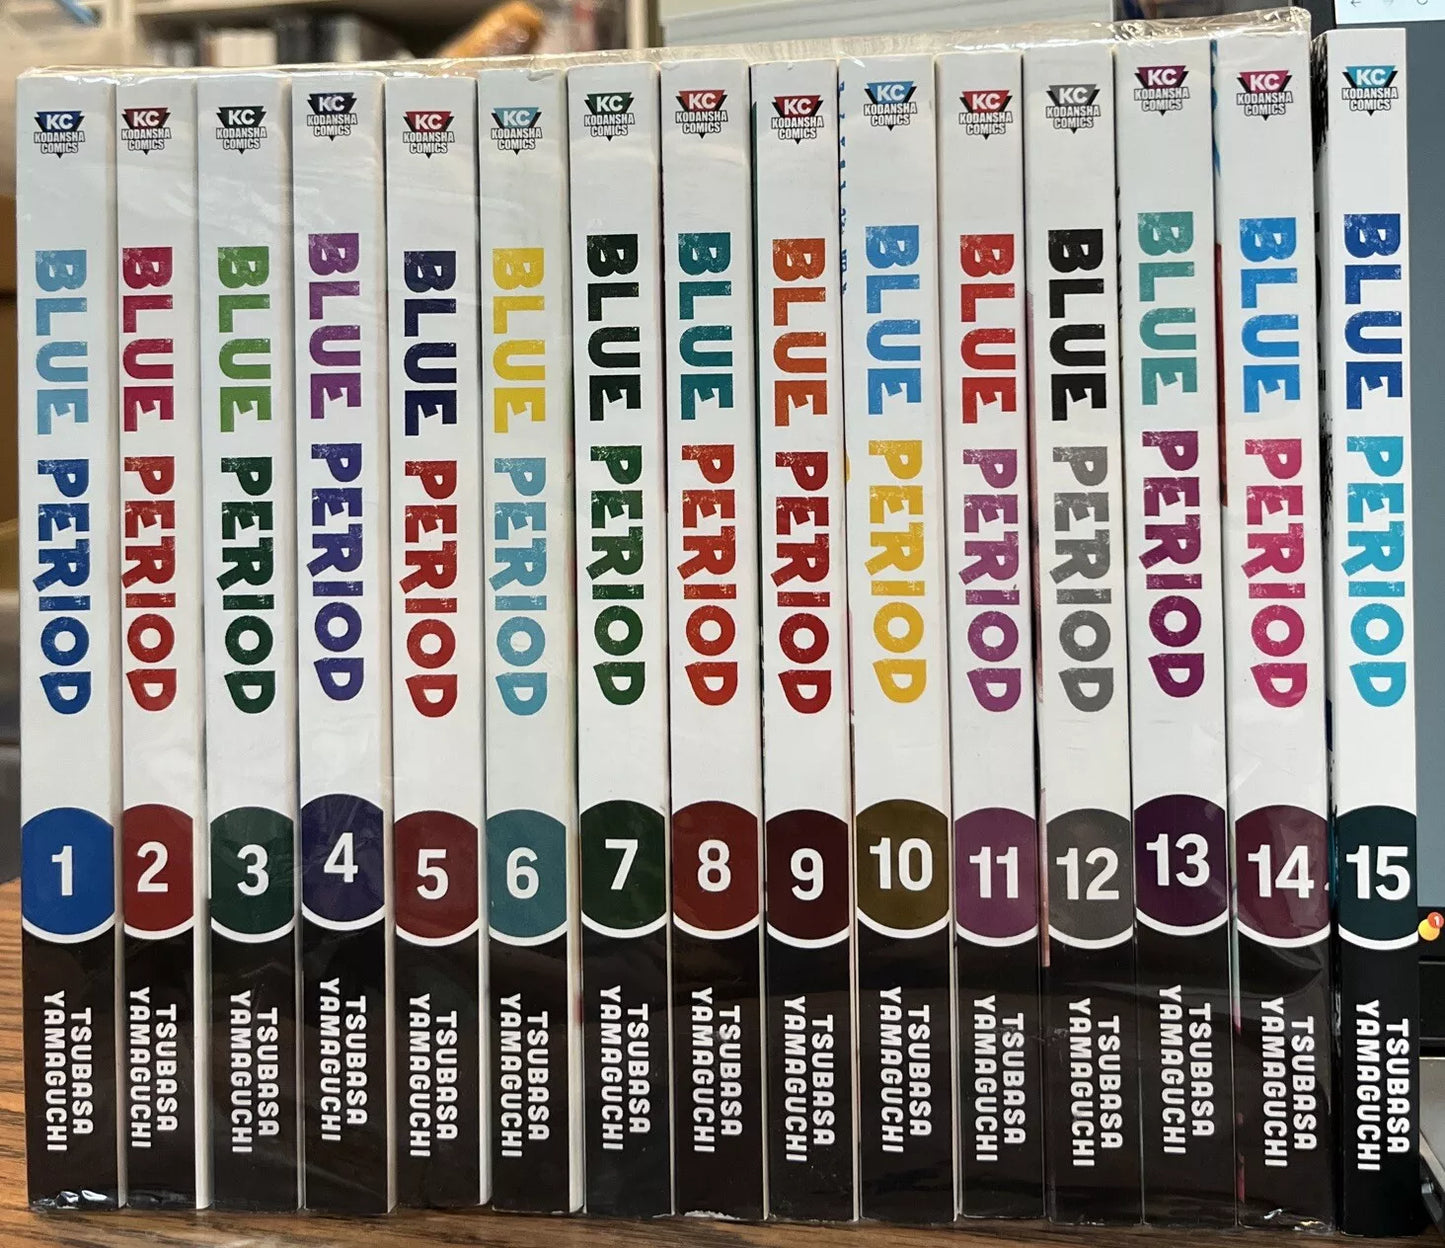 KC
KODANSHA
COMICS
BLUE PERIOD
1
TSUBASA
YAMAGUCHI
KC
KODANSHA
COMICS
BLUE PERIOD
2
TSUBASA
YAMAGUCHI
KC
KODANSHA
COMICS
BLUE PERIOD
3
TSUBASA
YAMAGUCHI
KC
KODANSHA
COMICS
BLUE PERIOD
4
TSUBASA
YAMAGUCHI
KC
KODANSHA
COMICS
BLUE PERIOD
5
TSUBASA
YAMAGUCHI
KC
KODANSHA
COMICS
BLUE PERIOD
6
TSUBASA
YAMAGUCHI
KC
KODANSHA
COMICS
BLUE PERIOD
7
TSUBASA
YAMAGUCHI
KC
KODANSHA
COMICS
BLUE PERIOD
8
TSUBASA
YAMAGUCHI
KC
KODANSHA
COMICS
BLUE PERIOD
9
TSUBASA
YAMAGUCHI
KC
KODANSHA
COMICS
BLUE PERIOD
10
TSUBASA
YAMAGUCHI
KC
KODANSHA
COMICS
BLUE PERIOD
11
TSUBASA
YAMAGUCHI
KC
KODANSHA
COMICS
BLUE PERIOD
12
TSUBASA
YAMAGUCHI
KC
KODANSHA
COMICS
BLUE PERIOD
13
TSUBASA
YAMAGUCHI
KC
KODANSHA
COMICS
BLUE PERIOD
14
TSUBASA
YAMAGUCHI
KC
KODANSHA
COMICS
BLUE PERIOD
15
TSUBASA
YAMAGUCHI
1